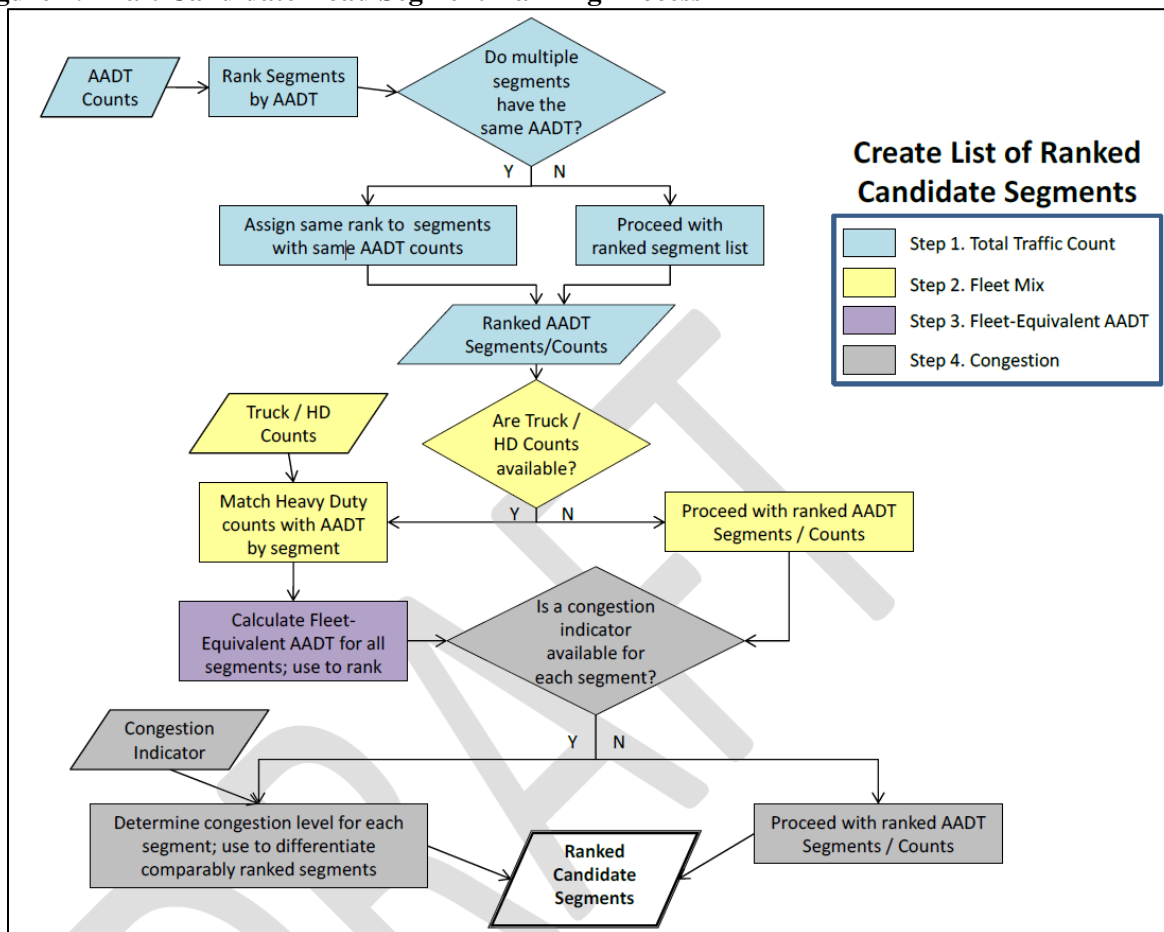 AADT
Counts
Rank Segments
by AADT
Do multiple
segments
have the
same AADT?
Y
N
Create List of Ranked
Candidate Segments
Assign same rank to segments
with same AADT counts
Proceed with
ranked segment list
Step 1. Total Traffic Count
Step 2. Fleet Mix
Step 3. Fleet-Equivalent AADT
Step 4. Congestion
Ranked AADT
Segments/Counts
Truck / HD
Counts
Are Truck /
HD Counts
available?
Y
N
Match Heavy Duty
counts with AADT
by segment
Proceed with ranked AADT
Segments / Counts
Calculate Fleet-
Equivalent AADT for all
segments; use to rank
Is a congestion
indicator
available for
each segment?
Y
N
Congestion
Indicator
Determine congestion level for each
segment; use to differentiate
comparably ranked segments
Proceed with ranked AADT
Segments / Counts
Ranked
Candidate
Segments
DRAFT